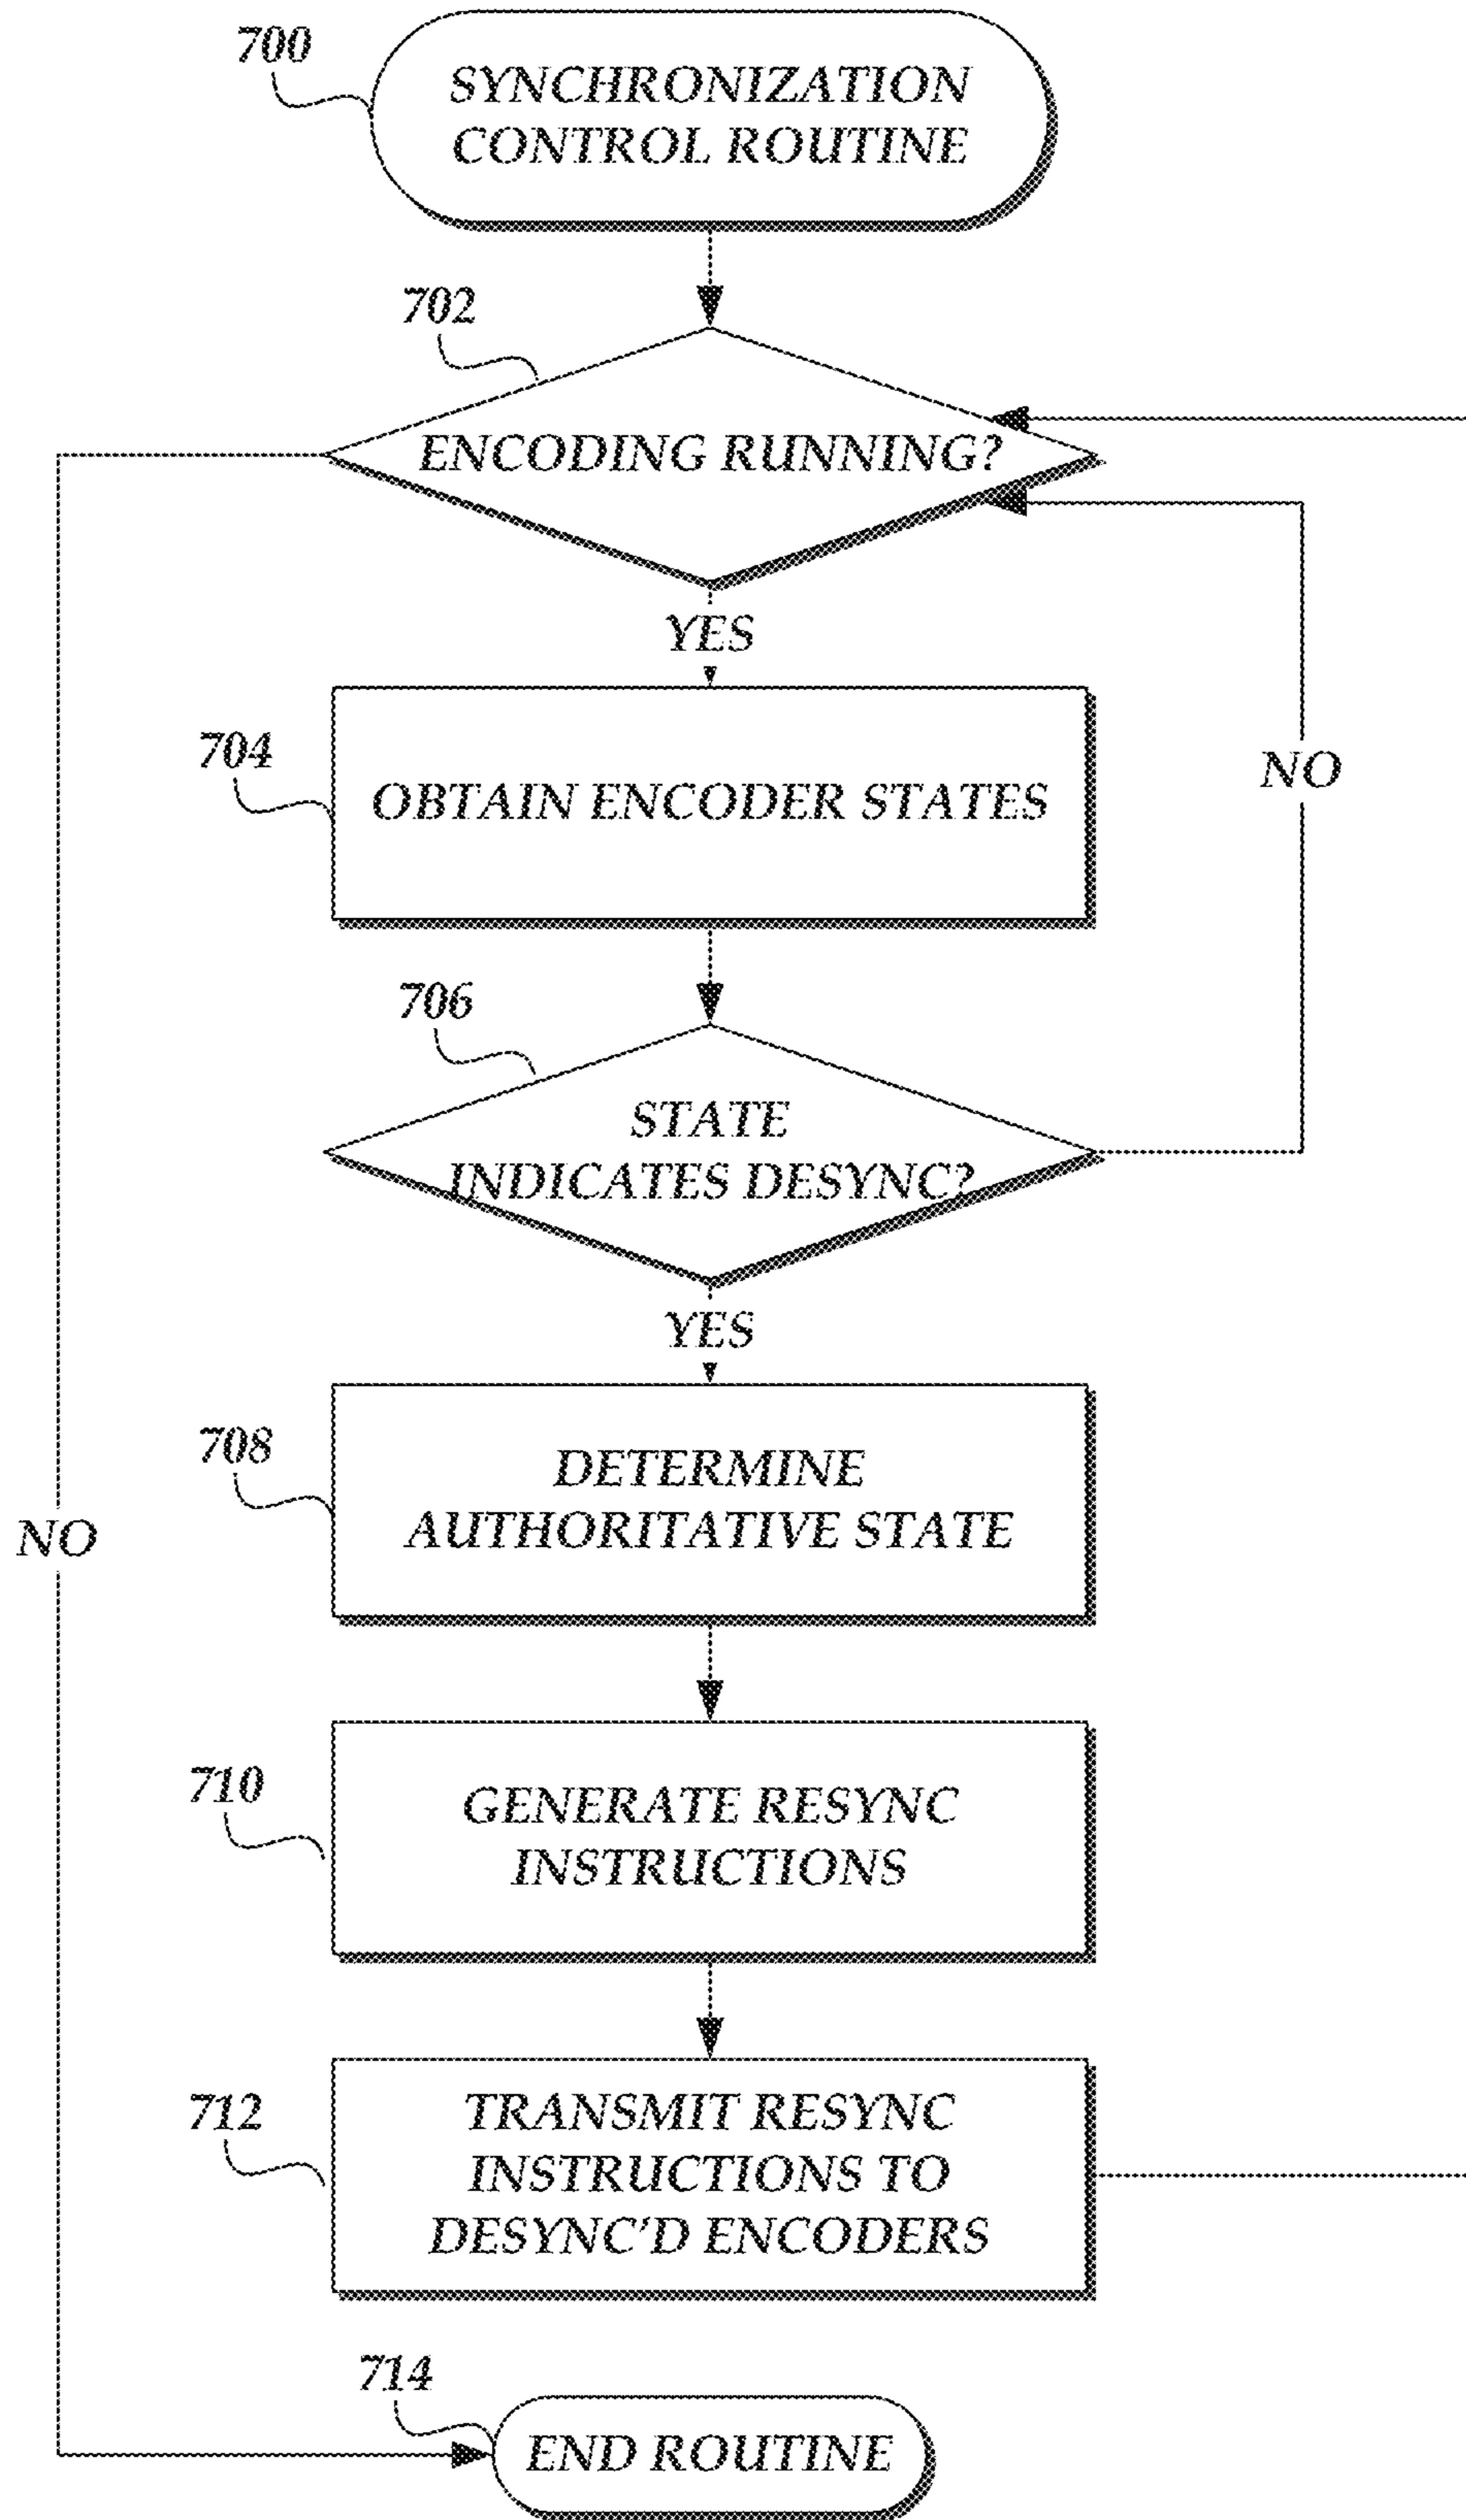 700
SYNCHRONIZATION
CONTROL ROUTINE
702
ENCODING RUNNING?
YES
704
OBTAIN ENCODER STATES
NO
706
STATE
INDICATES DESYNC?
YES
708
DETERMINE
AUTHORITATIVE STATE
NO
710
GENERATE RESYNC
INSTRUCTIONS
712
TRANSMIT RESYNC
INSTRUCTIONS TO
DESYNC'D ENCODERS
714
END ROUTINE